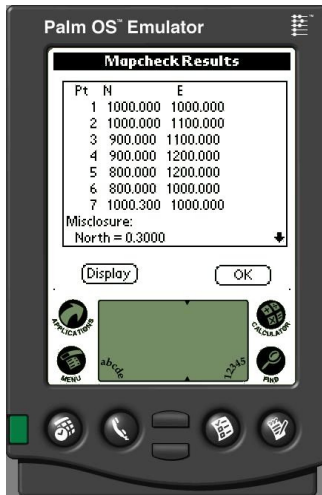 Palm OS™ Emulator
Mapcheck Results
Pt N E
1 1000.000 1000.000
2 1000.000 1100.000
3 900.000 1100.000
4 900.000 1200.000
5 800.000 1200.000
6 800.000 1000.000
7 1000.300 1000.000
Misclosure:
North = 0.3000
Display OK
APPLICATIONS CALCULATOR
MENU abcde 12345 FIND